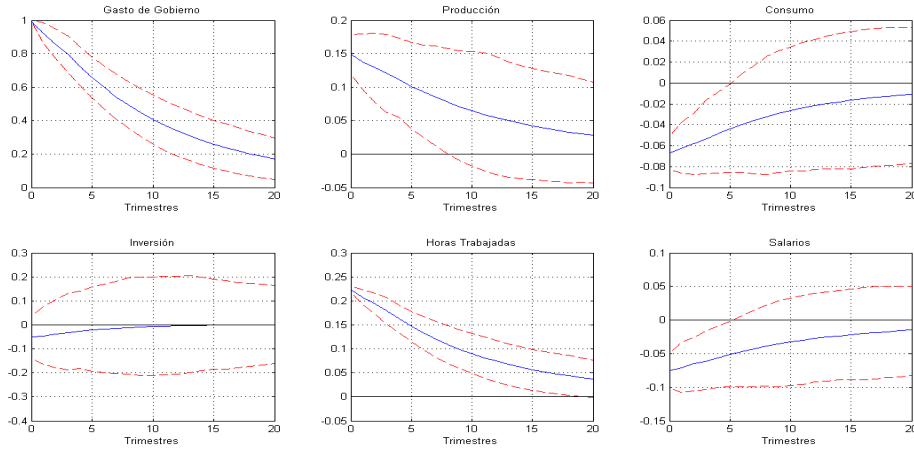 Gasto de Gobierno
1
0.8
0.6
0.4
0.2
0
0 5 10 15 20
Trimestres
Producción
0.2
0.15
0.1
0.05
0
-0.05
0 5 10 15 20
Trimestres
Consumo
0.06
0.04
0.02
0
-0.02
-0.04
-0.06
-0.08
-0.1
0 5 10 15 20
Trimestres
Inversión
0.3
0.2
0.1
0
-0.1
-0.2
-0.3
-0.4
0 5 10 15 20
Trimestres
Horas Trabajadas
0.3
0.25
0.2
0.15
0.1
0.05
0
-0.05
0 5 10 15 20
Trimestres
Salarios
0.1
0.05
0
-0.05
-0.1
-0.15
0 5 10 15 20
Trimestres